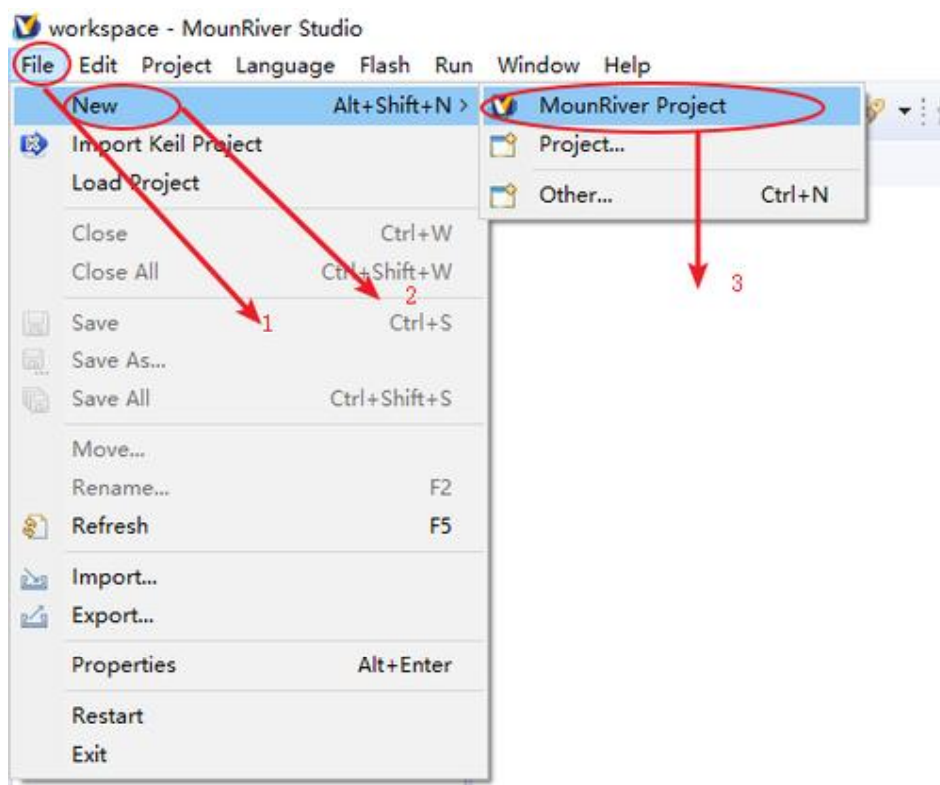 workspace - MounRiver Studio
File Edit Project Language Flash Run Window Help
New Alt+Shift+N >
Import Keil Project
Load Project
Close Ctrl+W
Close All Ctrl+Shift+W
Save Ctrl+S
Save As...
Save All Ctrl+Shift+S
Move...
Rename... F2
Refresh F5
Import...
Export...
Properties Alt+Enter
Restart
Exit
MounRiver Project
Project...
Other... Ctrl+N
1
2
3